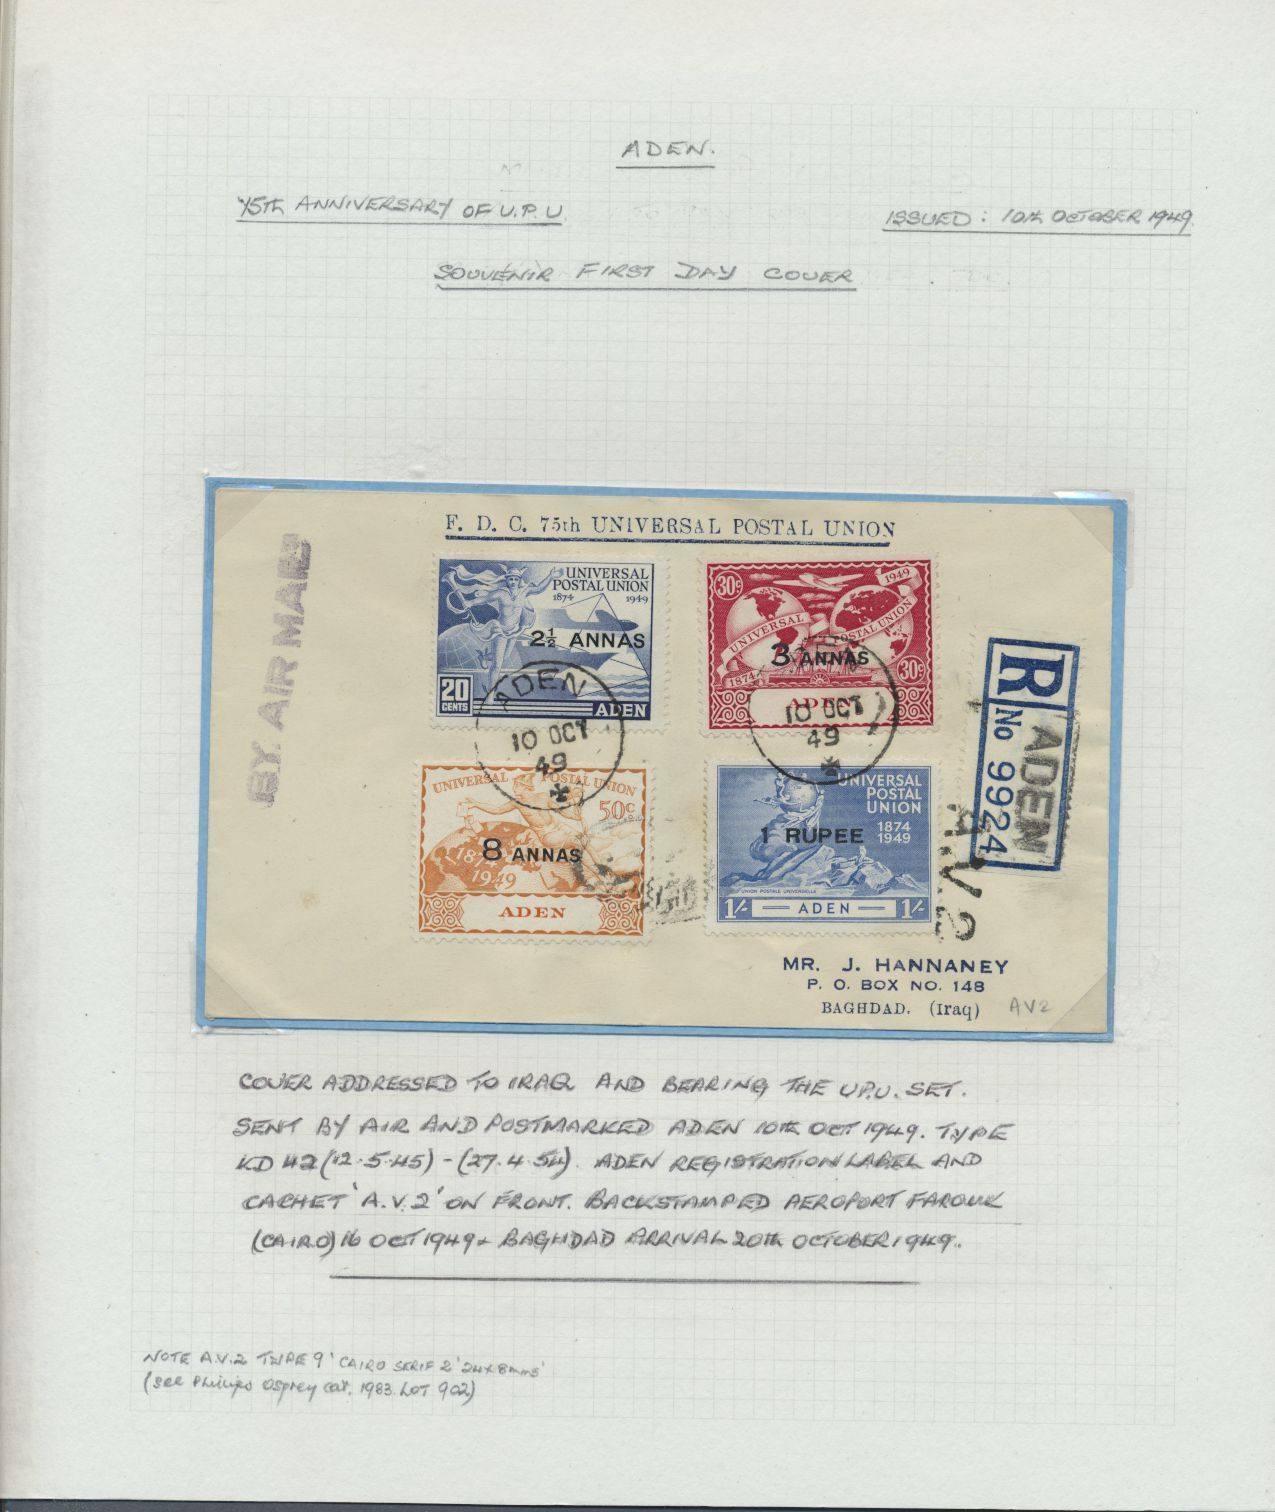 ADEN.
75TH ANNIVERSARY OF U.P.U.
ISSUED: 10TH OCTOBER 1949.
SOUVENIR FIRST DAY COVER
F. D. C. 75th UNIVERSAL POSTAL UNION
BY AIR MAIL
UNIVERSAL
POSTAL UNION
1874 1949
2½ ANNAS
20
CENTS
ADEN
30c 1949
UNIVERSAL POSTAL UNION
3 ANNAS
1874 30c
ADEN
ADEN
10 OCT
49
10 OCT
49
UNIVERSAL POSTAL UNION
50c
8 ANNAS
1874
1949
ADEN
UNIVERSAL
POSTAL
UNION
1 RUPEE
1874
1949
UNION POSTALE UNIVERSELLE
1/- ADEN 1/-
R
ADEN
No 9924
A.V.2
MR. J. HANNANEY
P. O. BOX NO. 148
BAGHDAD. (Iraq)
AV2
COVER ADDRESSED TO IRAQ AND BEARING THE U.P.U. SET.
SENT BY AIR AND POSTMARKED ADEN 10TH OCT 1949. TYPE
KD 42 (12.5.45) - (27.4.54). ADEN REGISTRATION LABEL AND
CACHET 'A.V.2' ON FRONT. BACKSTAMPED AEROPORT FAROUK
(CAIRO) 16 OCT 1949 + BAGHDAD ARRIVAL 20TH OCTOBER 1949.
NOTE A.V.2 TYPE 9 'CAIRO SERIF 2' 24x8mms'
(See Phillips Osprey cat. 1983 LOT 902)